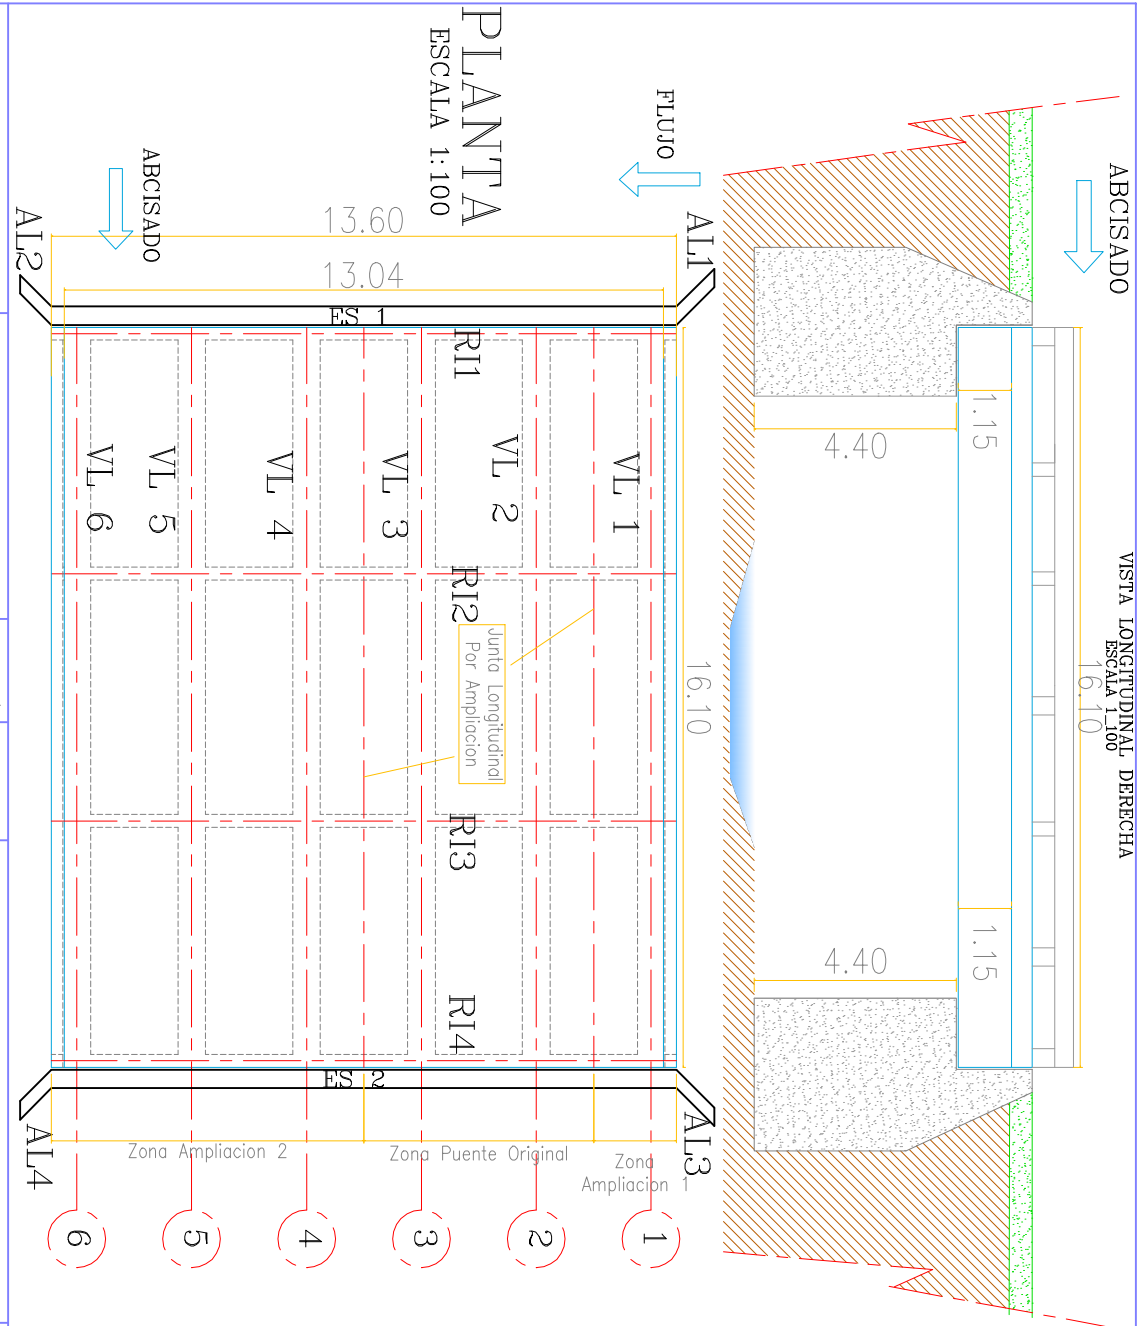 VISTA LONGITUDINAL DERECHA
ESCALA 1_100
16.10
ABCISADO
1.15
1.15
4.40
4.40
16.10
FLUJO
AL1
AL3
13.60
13.04
ES 1
ES 2
RI1
RI2
RI3
RI4
VL 1
VL 2
VL 3
VL 4
VL 5
VL 6
Junta Longitudinal
Por Ampliacion
Zona
Ampliacion 1
Zona Puente Original
Zona Ampliacion 2
1
2
3
4
5
6
ABCISADO
AL2
AL4
PLANTA
ESCALA 1:100